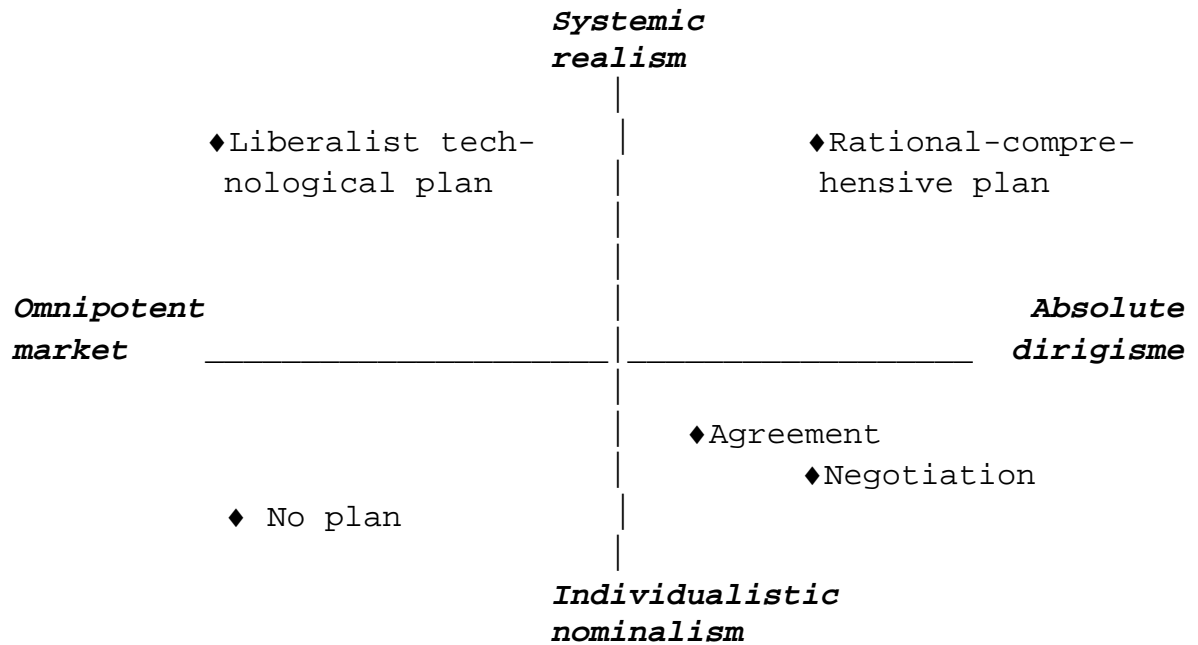 Systemic
realism
♦Liberalist tech-
nological plan
♦Rational-compre-
hensive plan
Omnipotent
market
Absolute
dirigisme
♦Agreement
♦Negotiation
♦ No plan
Individualistic
nominalism